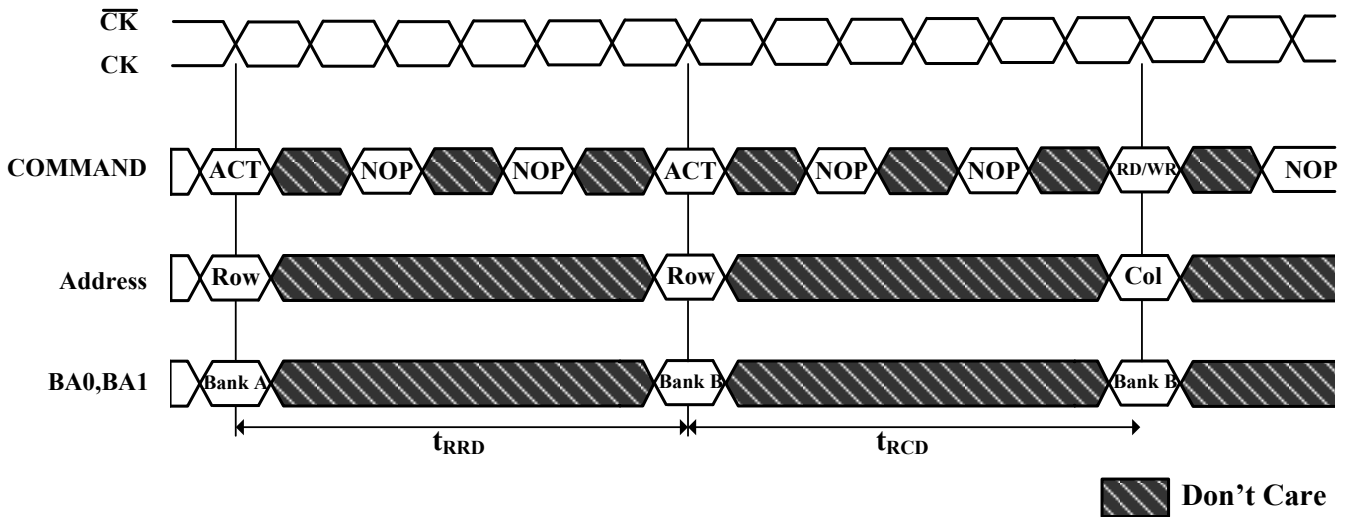 CK
CK
COMMAND ACT NOP NOP ACT NOP NOP RD/WR NOP
Address Row Row Col
BA0,BA1 Bank A Bank B Bank B
tRRD tRCD
Don't Care